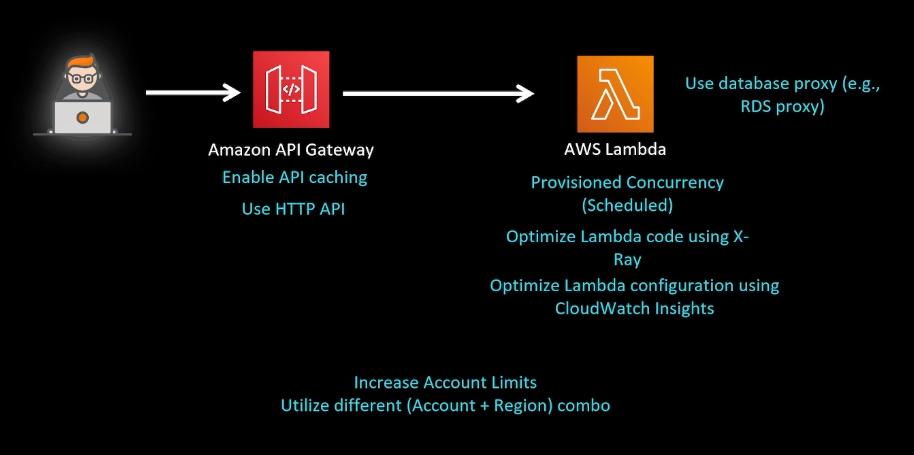 Use database proxy (e.g.,
RDS proxy)
Amazon API Gateway
Enable API caching
Use HTTP API
AWS Lambda
Provisioned Concurrency
(Scheduled)
Optimize Lambda code using X-
Ray
Optimize Lambda configuration using
CloudWatch Insights
Increase Account Limits
Utilize different (Account + Region) combo